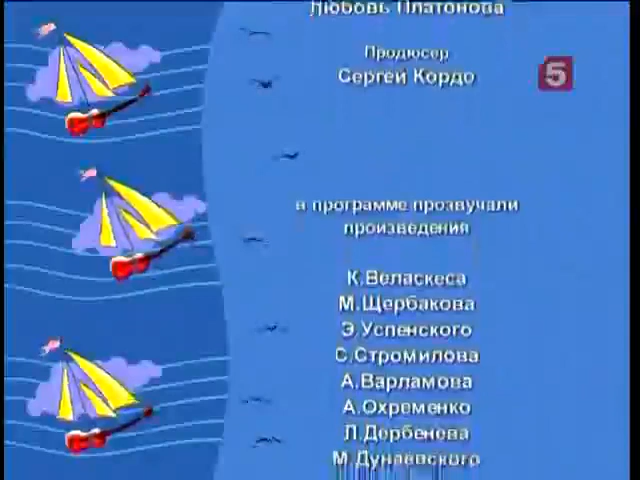 Любовь Платонова
Продюсер
Сергей Кордо
5
в программе прозвучали
произведения
К.Веласкеса
М.Щербакова
Э.Успенского
С.Стромилова
А.Варламова
А.Охременко
Л.Дербенева
М.Дунаевского